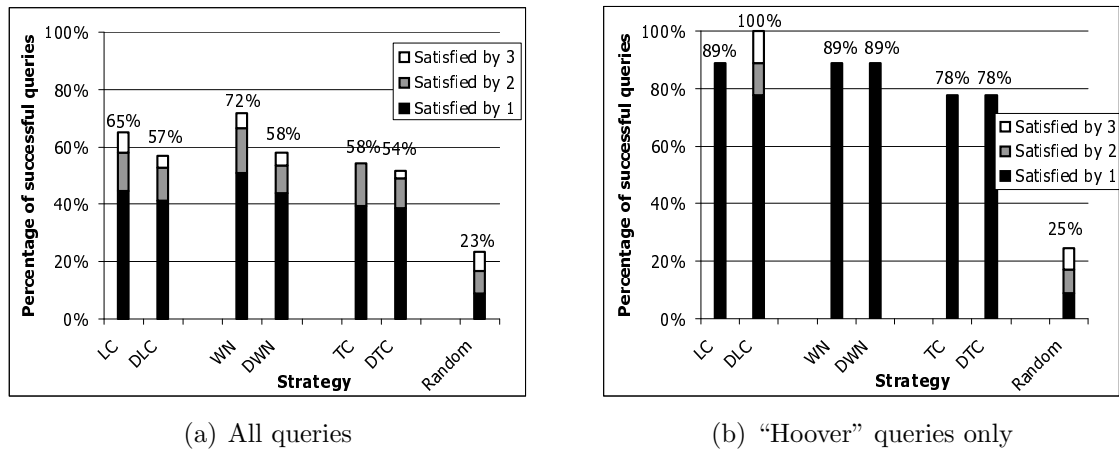 100%
80%
60%
40%
20%
0%
Percentage of successful queries
Satisfied by 3
Satisfied by 2
Satisfied by 1
65%
57%
72%
58%
58%
54%
23%
LC
DLC
WN
DWN
TC
DTC
Random
Strategy
(a) All queries
100%
80%
60%
40%
20%
0%
Percentage of successful queries
89%
100%
89%
89%
78%
78%
25%
Satisfied by 3
Satisfied by 2
Satisfied by 1
LC
DLC
WN
DWN
TC
DTC
Random
Strategy
(b) “Hoover” queries only